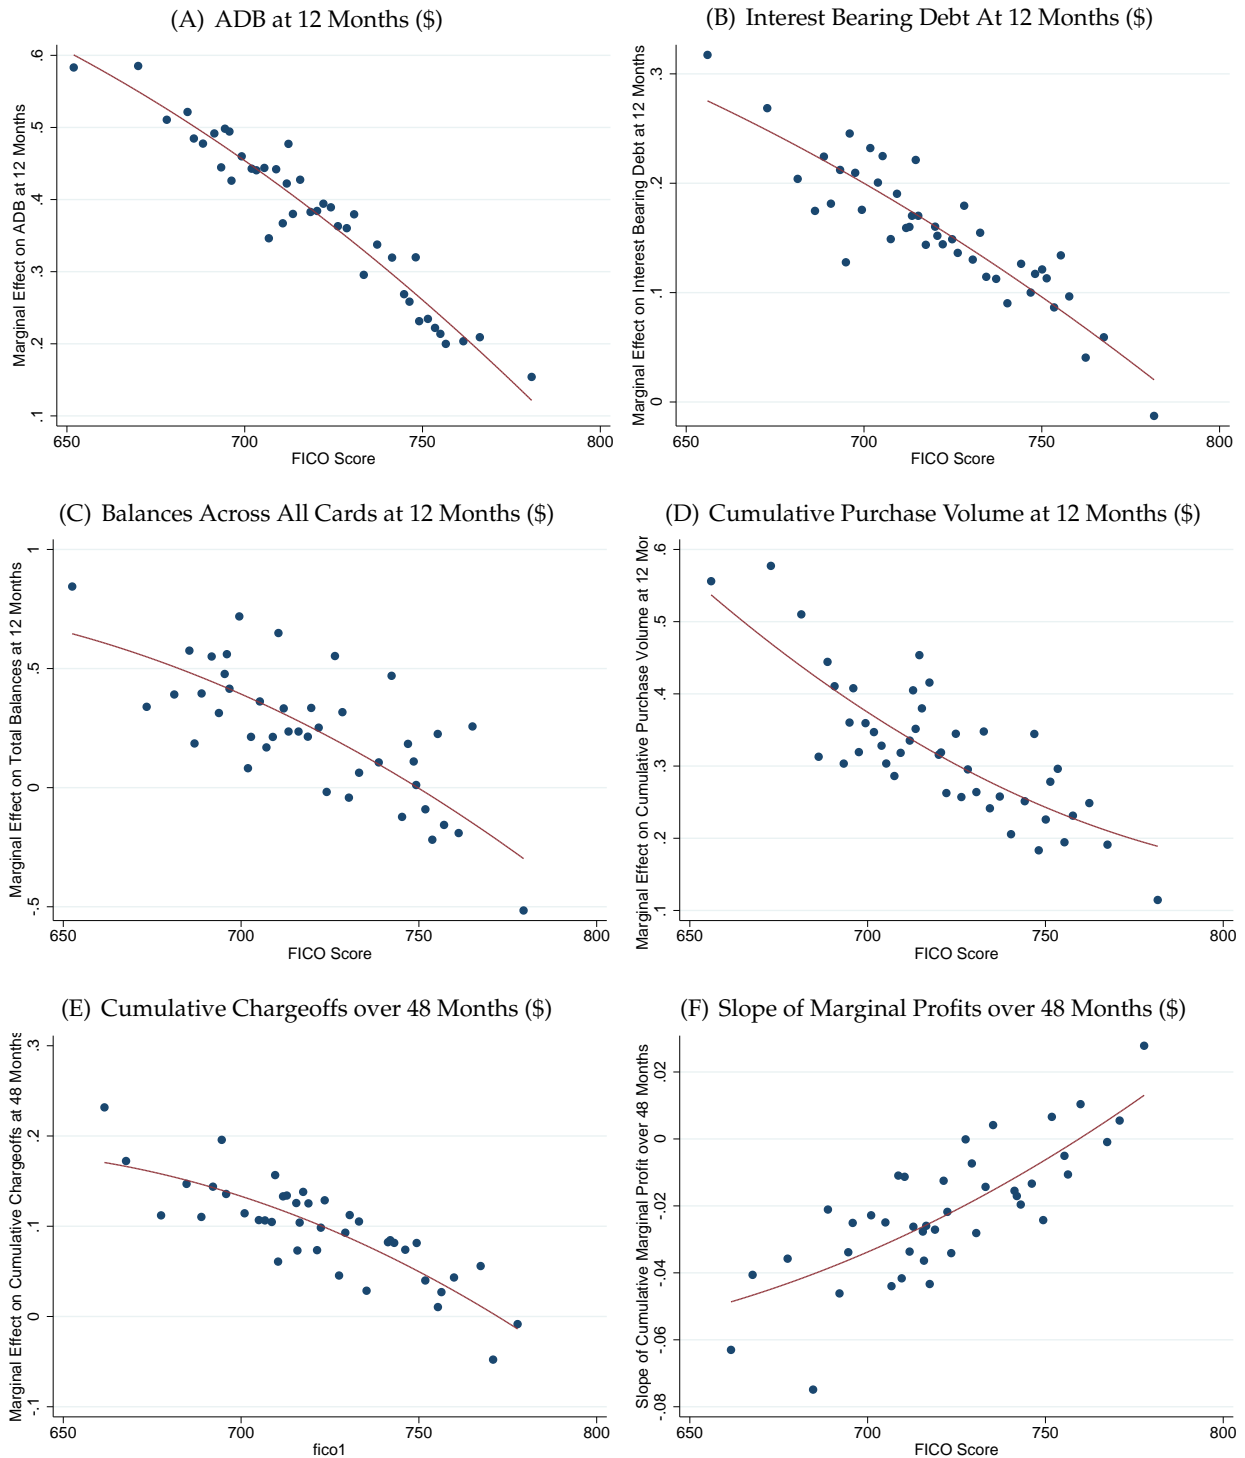 (A) ADB at 12 Months ($)
Marginal Effect on ADB at 12 Months
.6
.5
.4
.3
.2
.1
650 700 750 800
FICO Score
(B) Interest Bearing Debt At 12 Months ($)
Marginal Effect on Interest Bearing Debt at 12 Months
.3
.2
.1
0
650 700 750 800
FICO Score
(C) Balances Across All Cards at 12 Months ($)
Marginal Effect on Total Balances at 12 Months
1
.5
0
-.5
650 700 750 800
FICO Score
(D) Cumulative Purchase Volume at 12 Months ($)
Marginal Effect on Cumulative Purchase Volume at 12 Mor
.6
.5
.4
.3
.2
.1
650 700 750 800
FICO Score
(E) Cumulative Chargeoffs over 48 Months ($)
Marginal Effect on Cumulative Chargeoffs at 48 Months
.3
.2
.1
0
-.1
650 700 750 800
fico1
(F) Slope of Marginal Profits over 48 Months ($)
Slope of Cumulative Marginal Profit over 48 Months
.02
0
-.02
-.04
-.06
-.08
650 700 750 800
FICO Score